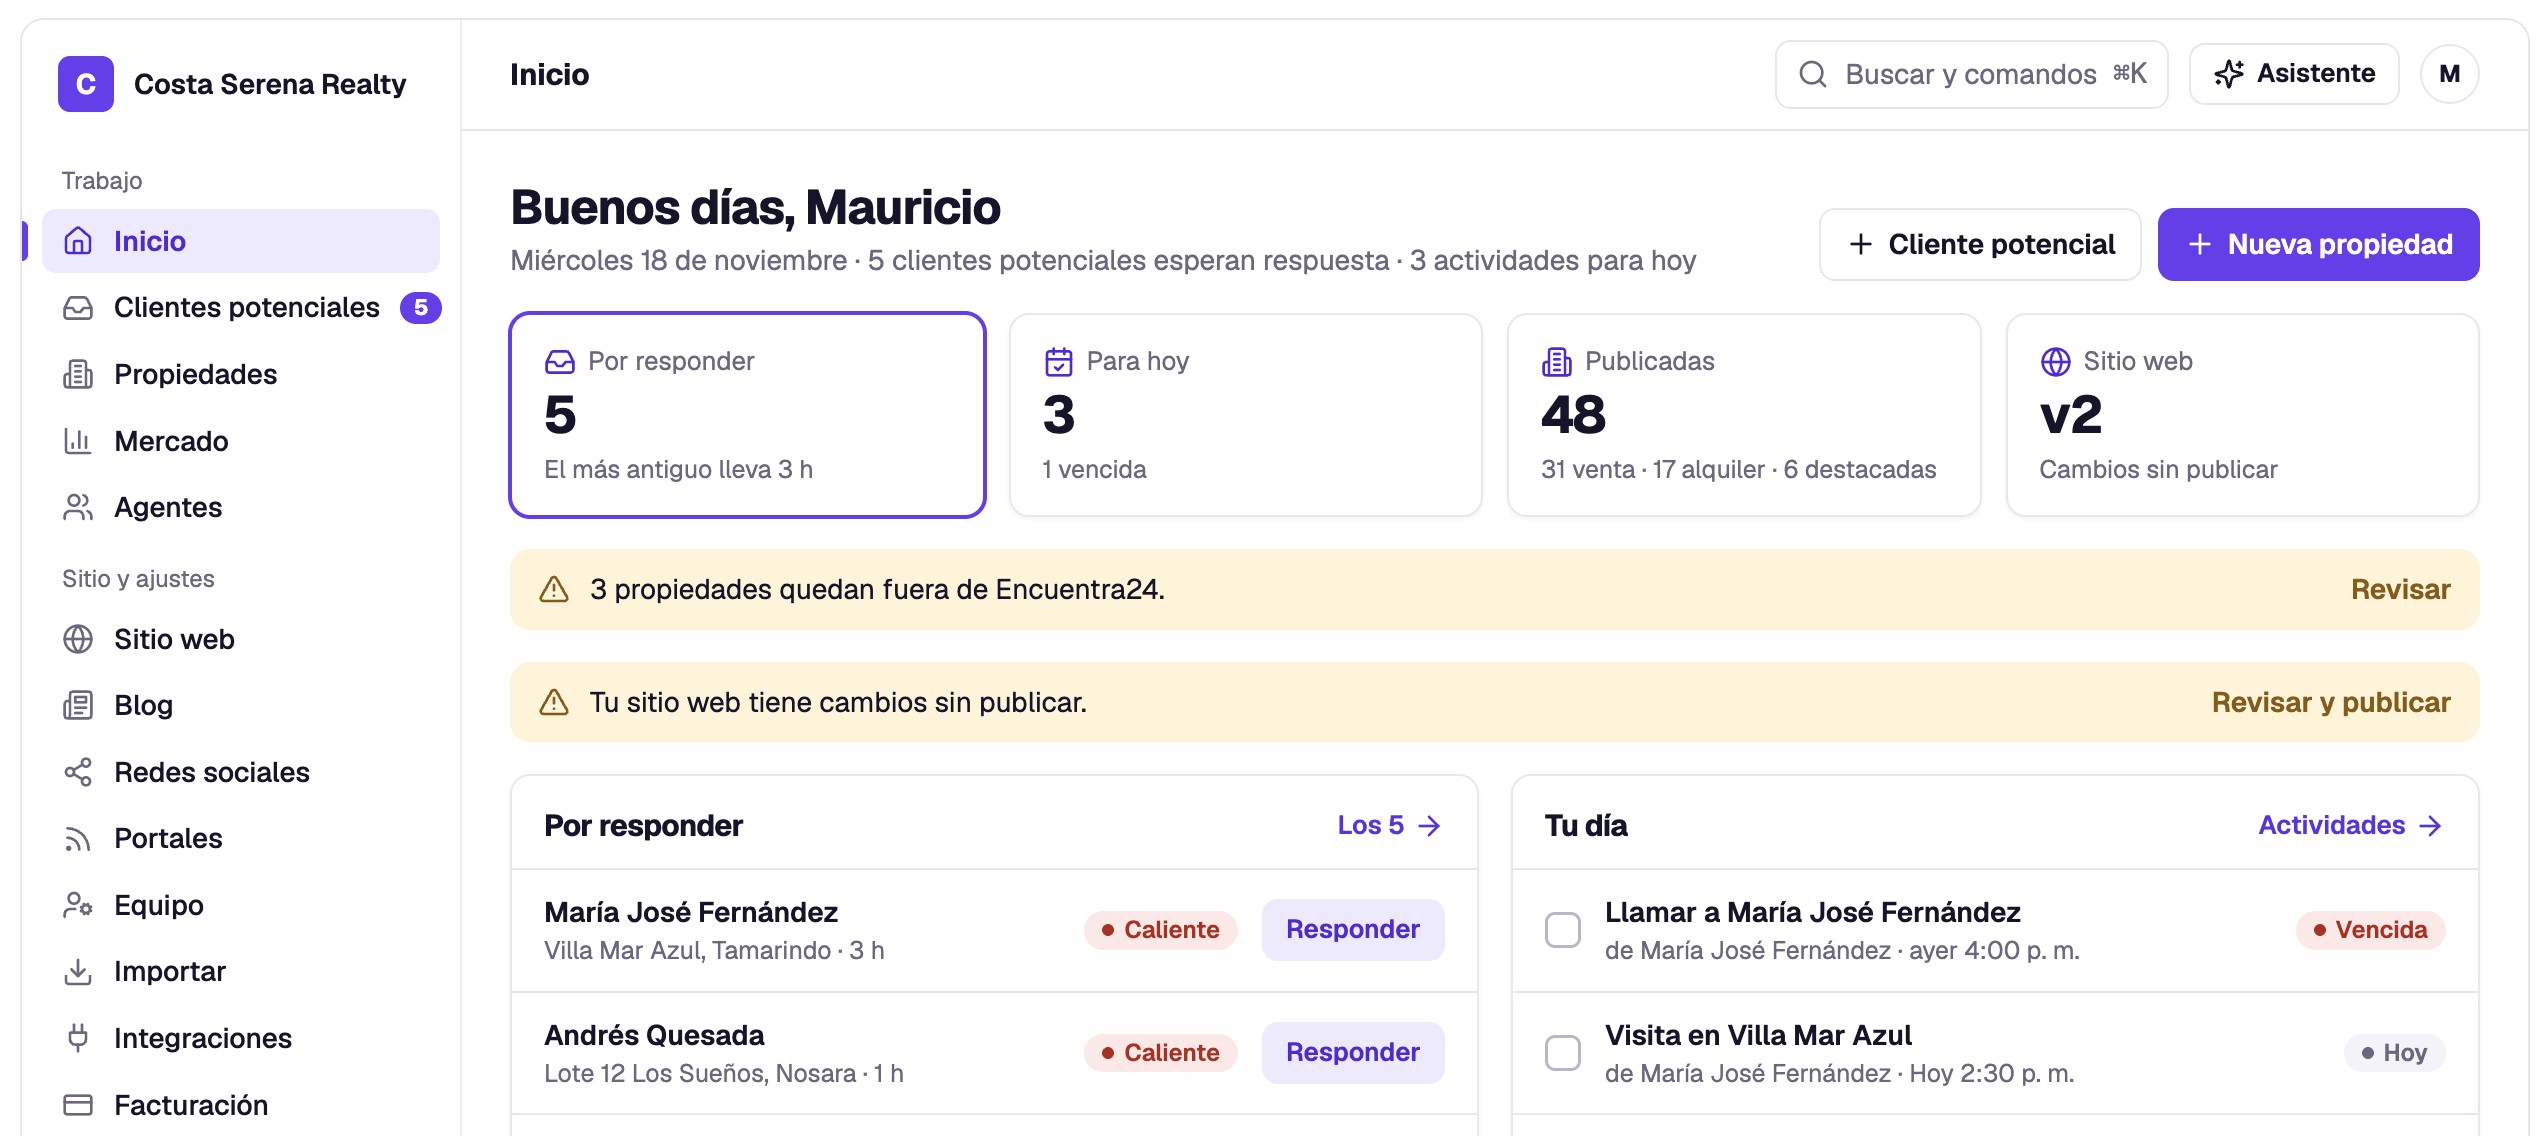 C Costa Serena Realty
Trabajo
Inicio
Clientes potenciales 5
Propiedades
Mercado
Agentes
Sitio y ajustes
Sitio web
Blog
Redes sociales
Portales
Equipo
Importar
Integraciones
Facturación
Inicio
Buscar y comandos ⌘K
Asistente
M
Buenos días, Mauricio
Miércoles 18 de noviembre · 5 clientes potenciales esperan respuesta · 3 actividades para hoy
+ Cliente potencial
+ Nueva propiedad
Por responder
5
El más antiguo lleva 3 h
Para hoy
3
1 vencida
Publicadas
48
31 venta · 17 alquiler · 6 destacadas
Sitio web
v2
Cambios sin publicar
3 propiedades quedan fuera de Encuentra24. Revisar
Tu sitio web tiene cambios sin publicar. Revisar y publicar
Por responder Los 5 →
María José Fernández
Villa Mar Azul, Tamarindo · 3 h
Caliente Responder
Andrés Quesada
Lote 12 Los Sueños, Nosara · 1 h
Caliente Responder
Tu día Actividades →
Llamar a María José Fernández
de María José Fernández · ayer 4:00 p. m.
Vencida
Visita en Villa Mar Azul
de María José Fernández · Hoy 2:30 p. m.
Hoy